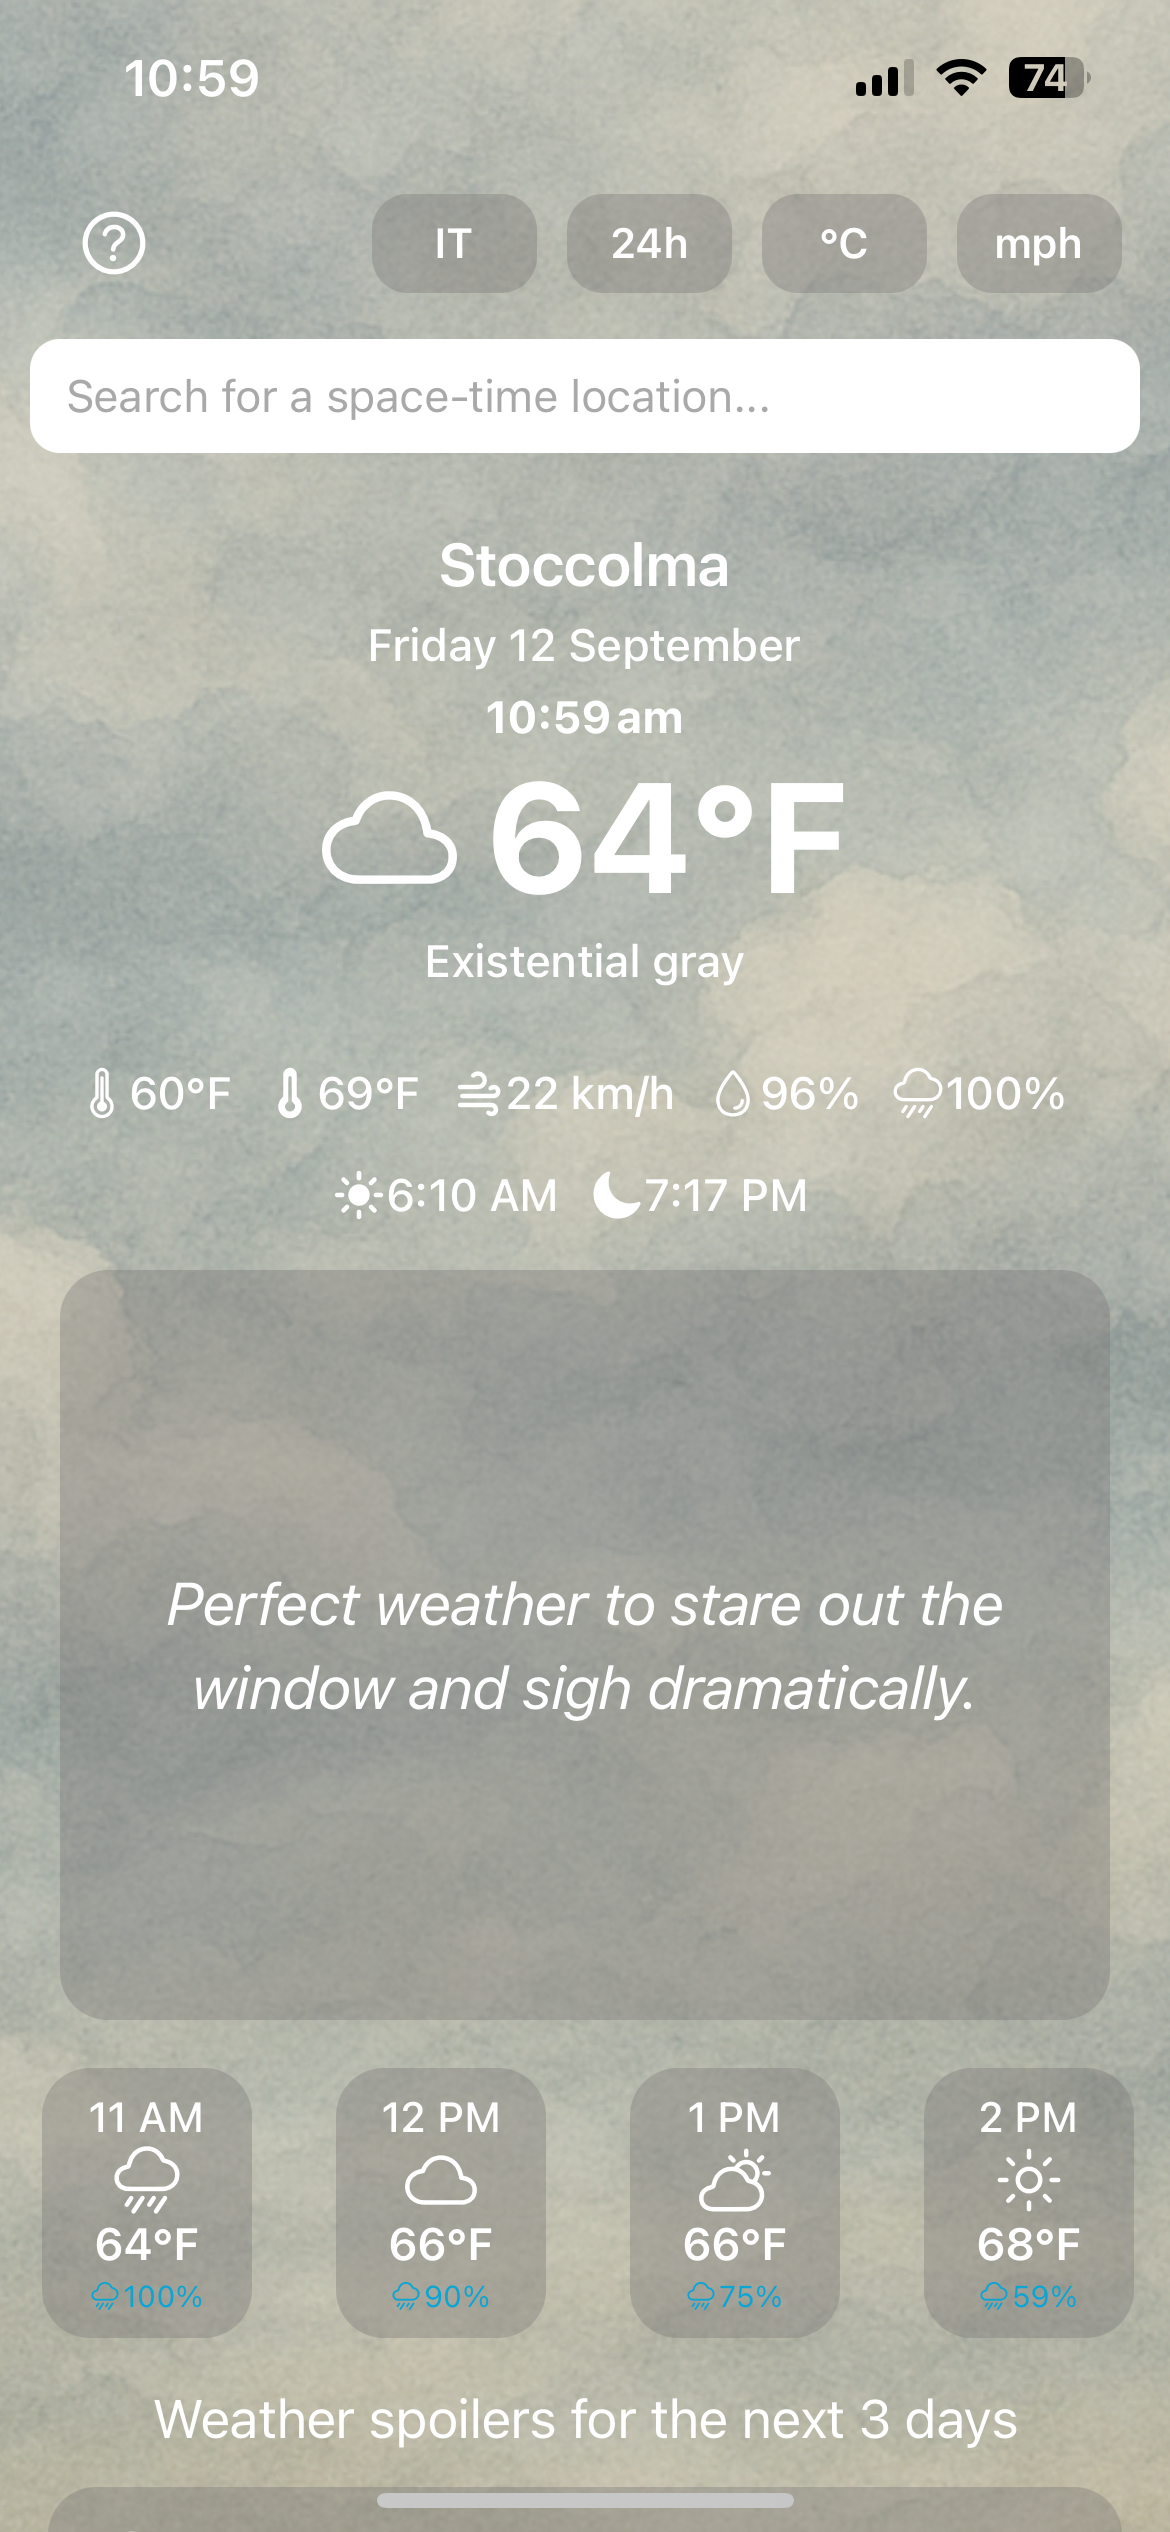 10:59
74
IT 24h °C mph
Search for a space-time location...
Stoccolma
Friday 12 September
10:59 am
64°F
Existential gray
60°F 69°F 22 km/h 96% 100%
6:10 AM 7:17 PM
Perfect weather to stare out the
window and sigh dramatically.
11 AM 12 PM 1 PM 2 PM
64°F 66°F 66°F 68°F
100% 90% 75% 59%
Weather spoilers for the next 3 days